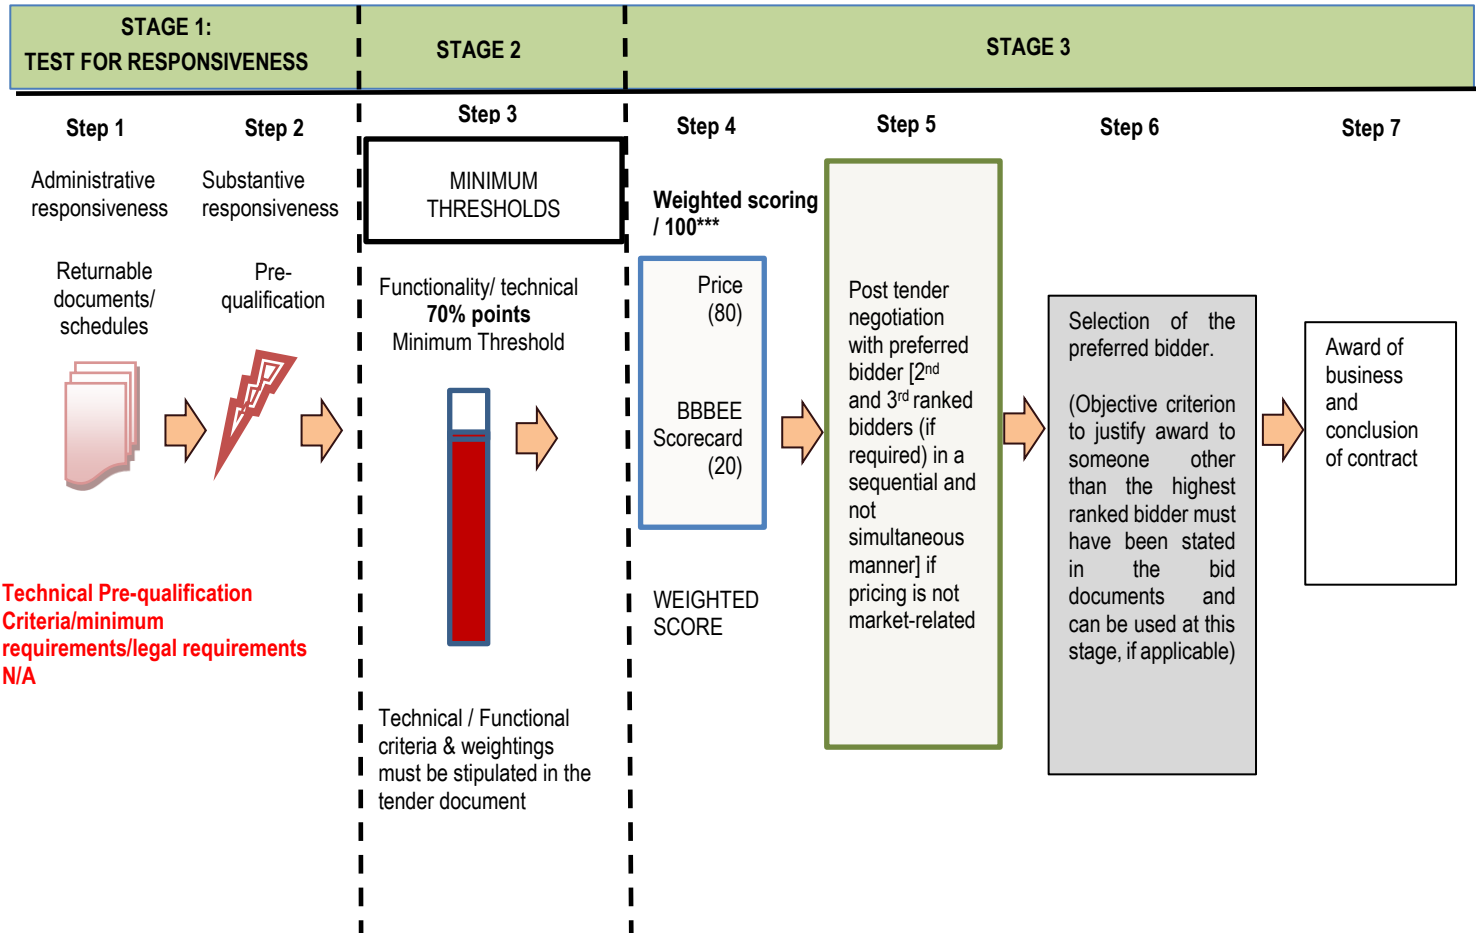 STAGE 1:
TEST FOR RESPONSIVENESS
STAGE 2
STAGE 3
Step 1
Administrative
responsiveness
Returnable
documents/
schedules
Step 2
Substantive
responsiveness
Pre-
qualification
Technical Pre-qualification
Criteria/minimum
requirements/legal requirements
N/A
Step 3
MINIMUM
THRESHOLDS
Functionality/ technical
70% points
Minimum Threshold
Technical / Functional
criteria & weightings
must be stipulated in the
tender document
Step 4
Weighted scoring
/ 100***
Price
(80)
BBBEE
Scorecard
(20)
WEIGHTED
SCORE
Step 5
Post tender
negotiation
with preferred
bidder [2nd
and 3rd ranked
bidders (if
required) in a
sequential and
not
simultaneous
manner] if
pricing is not
market-related
Step 6
Selection of the
preferred bidder.
(Objective criterion
to justify award to
someone other
than the highest
ranked bidder must
have been stated
in the bid
documents and
can be used at this
stage, if applicable)
Step 7
Award of
business
and
conclusion
of contract